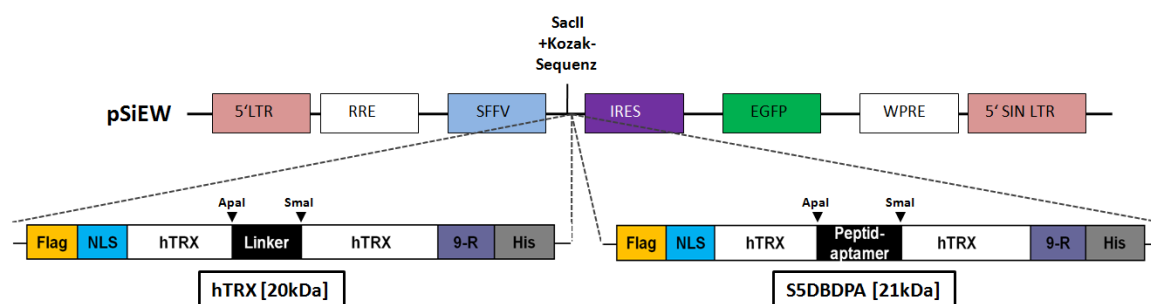 SacII
+Kozak-
Sequenz
pSiEW
5‘LTR
RRE
SFFV
IRES
EGFP
WPRE
5‘ SIN LTR
ApaI
SmaI
Flag
NLS
hTRX
Linker
hTRX
9-R
His
hTRX [20kDa]
ApaI
SmaI
Flag
NLS
hTRX
Peptid-
aptamer
hTRX
9-R
His
S5DBDPA [21kDa]